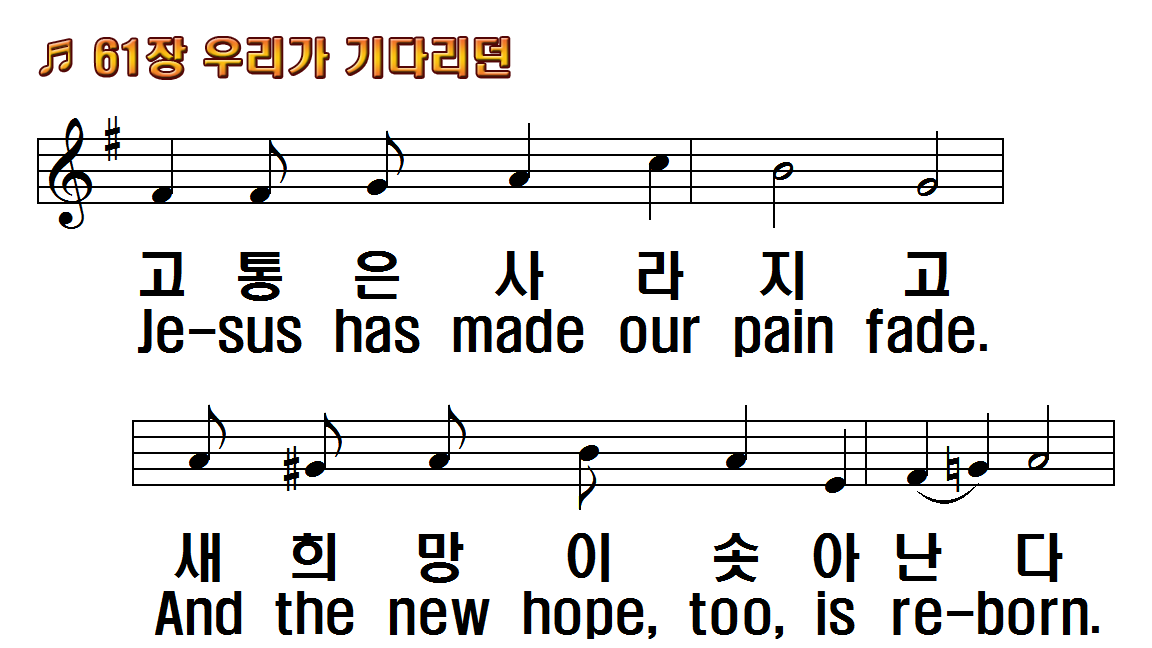 61장 우리가 기다리던
고 통 은 사 라 지 고
Je-sus has made our pain fade.
새 희 망 이 솟 아 난 다
And the new hope, too, is re-born.